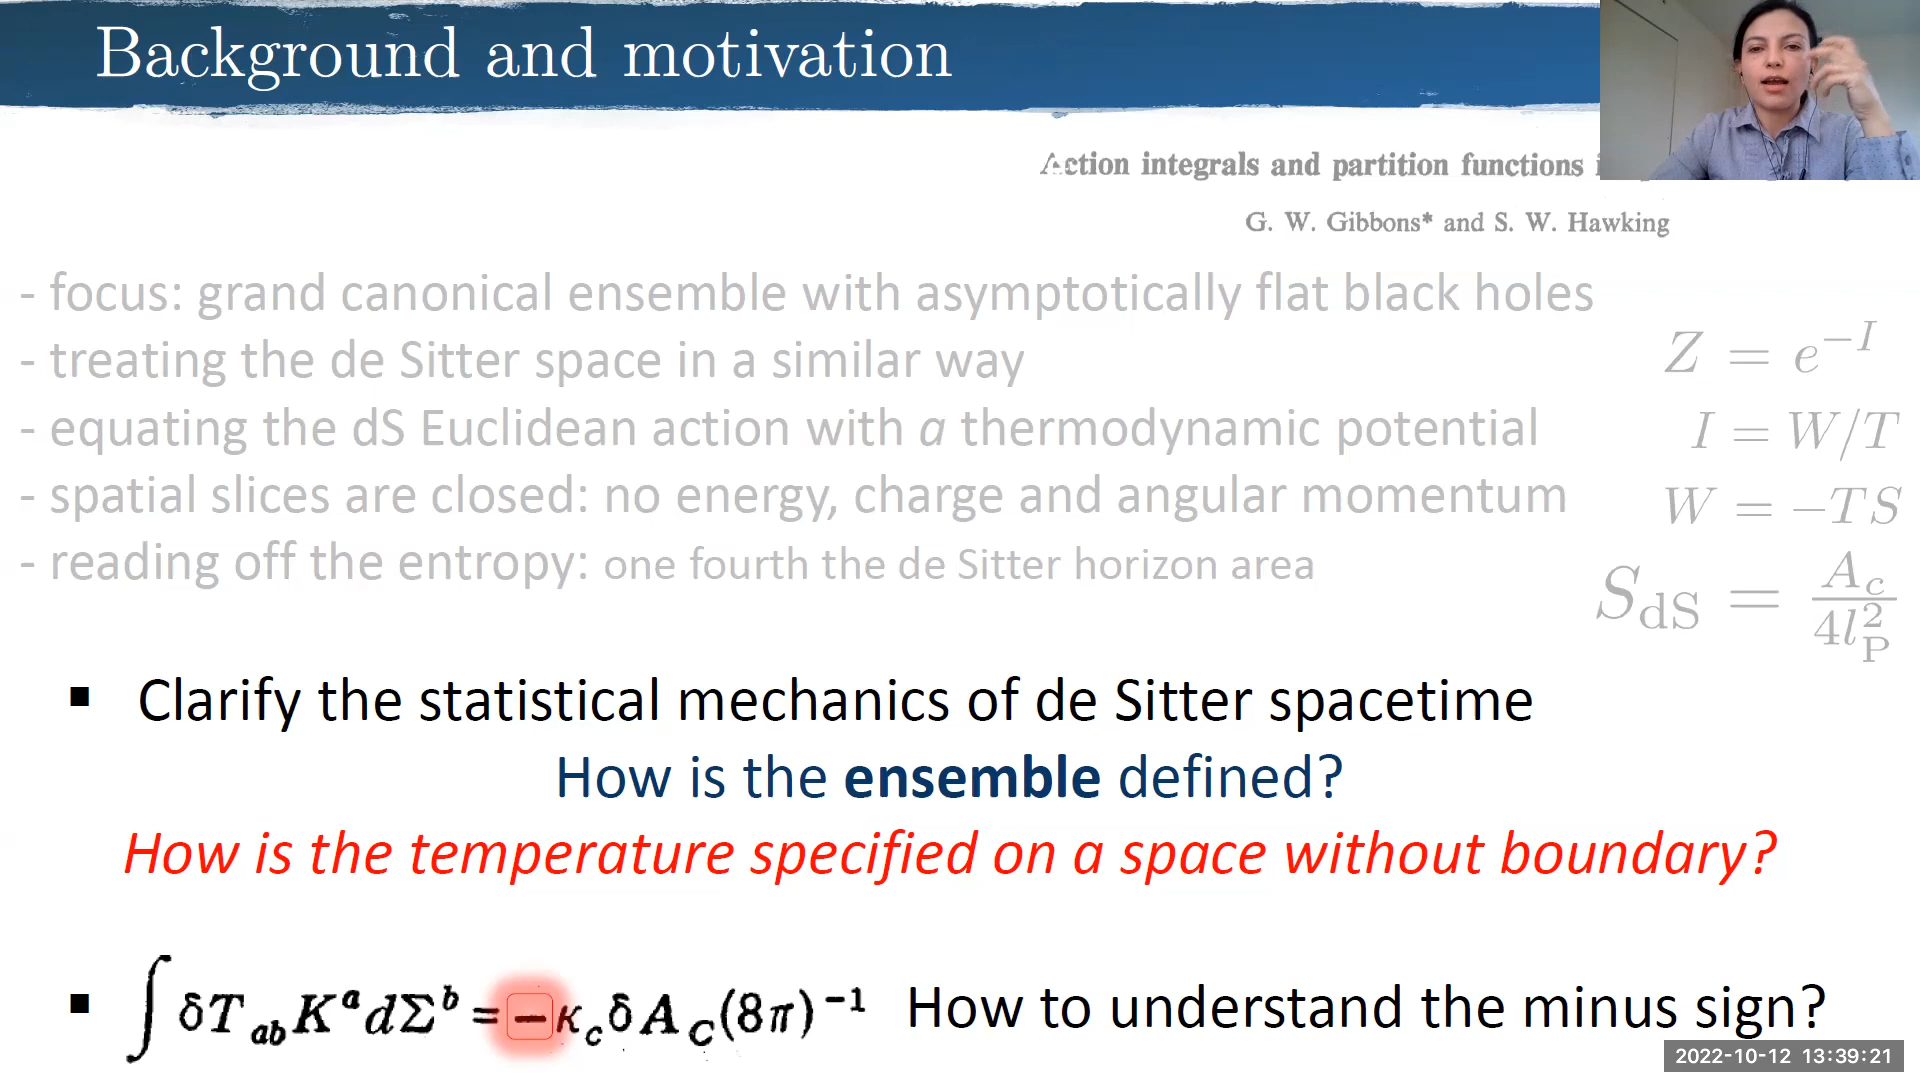 Background and motivation
Action integrals and partition functions
G. W. Gibbons* and S. W. Hawking
- focus: grand canonical ensemble with asymptotically flat black holes
- treating the de Sitter space in a similar way
- equating the dS Euclidean action with a thermodynamic potential
- spatial slices are closed: no energy, charge and angular momentum
- reading off the entropy: one fourth the de Sitter horizon area
Z = e^{-I}
I = W/T
W = -TS
S_{dS} = \frac{A_c}{4l_P^2}
▪ Clarify the statistical mechanics of de Sitter spacetime
How is the ensemble defined?
How is the temperature specified on a space without boundary?
▪ ∫ δT_{ab} K^a dΣ^b = -κ_c δA_C (8π)^{-1} How to understand the minus sign?
2022-10-12 13:39:21